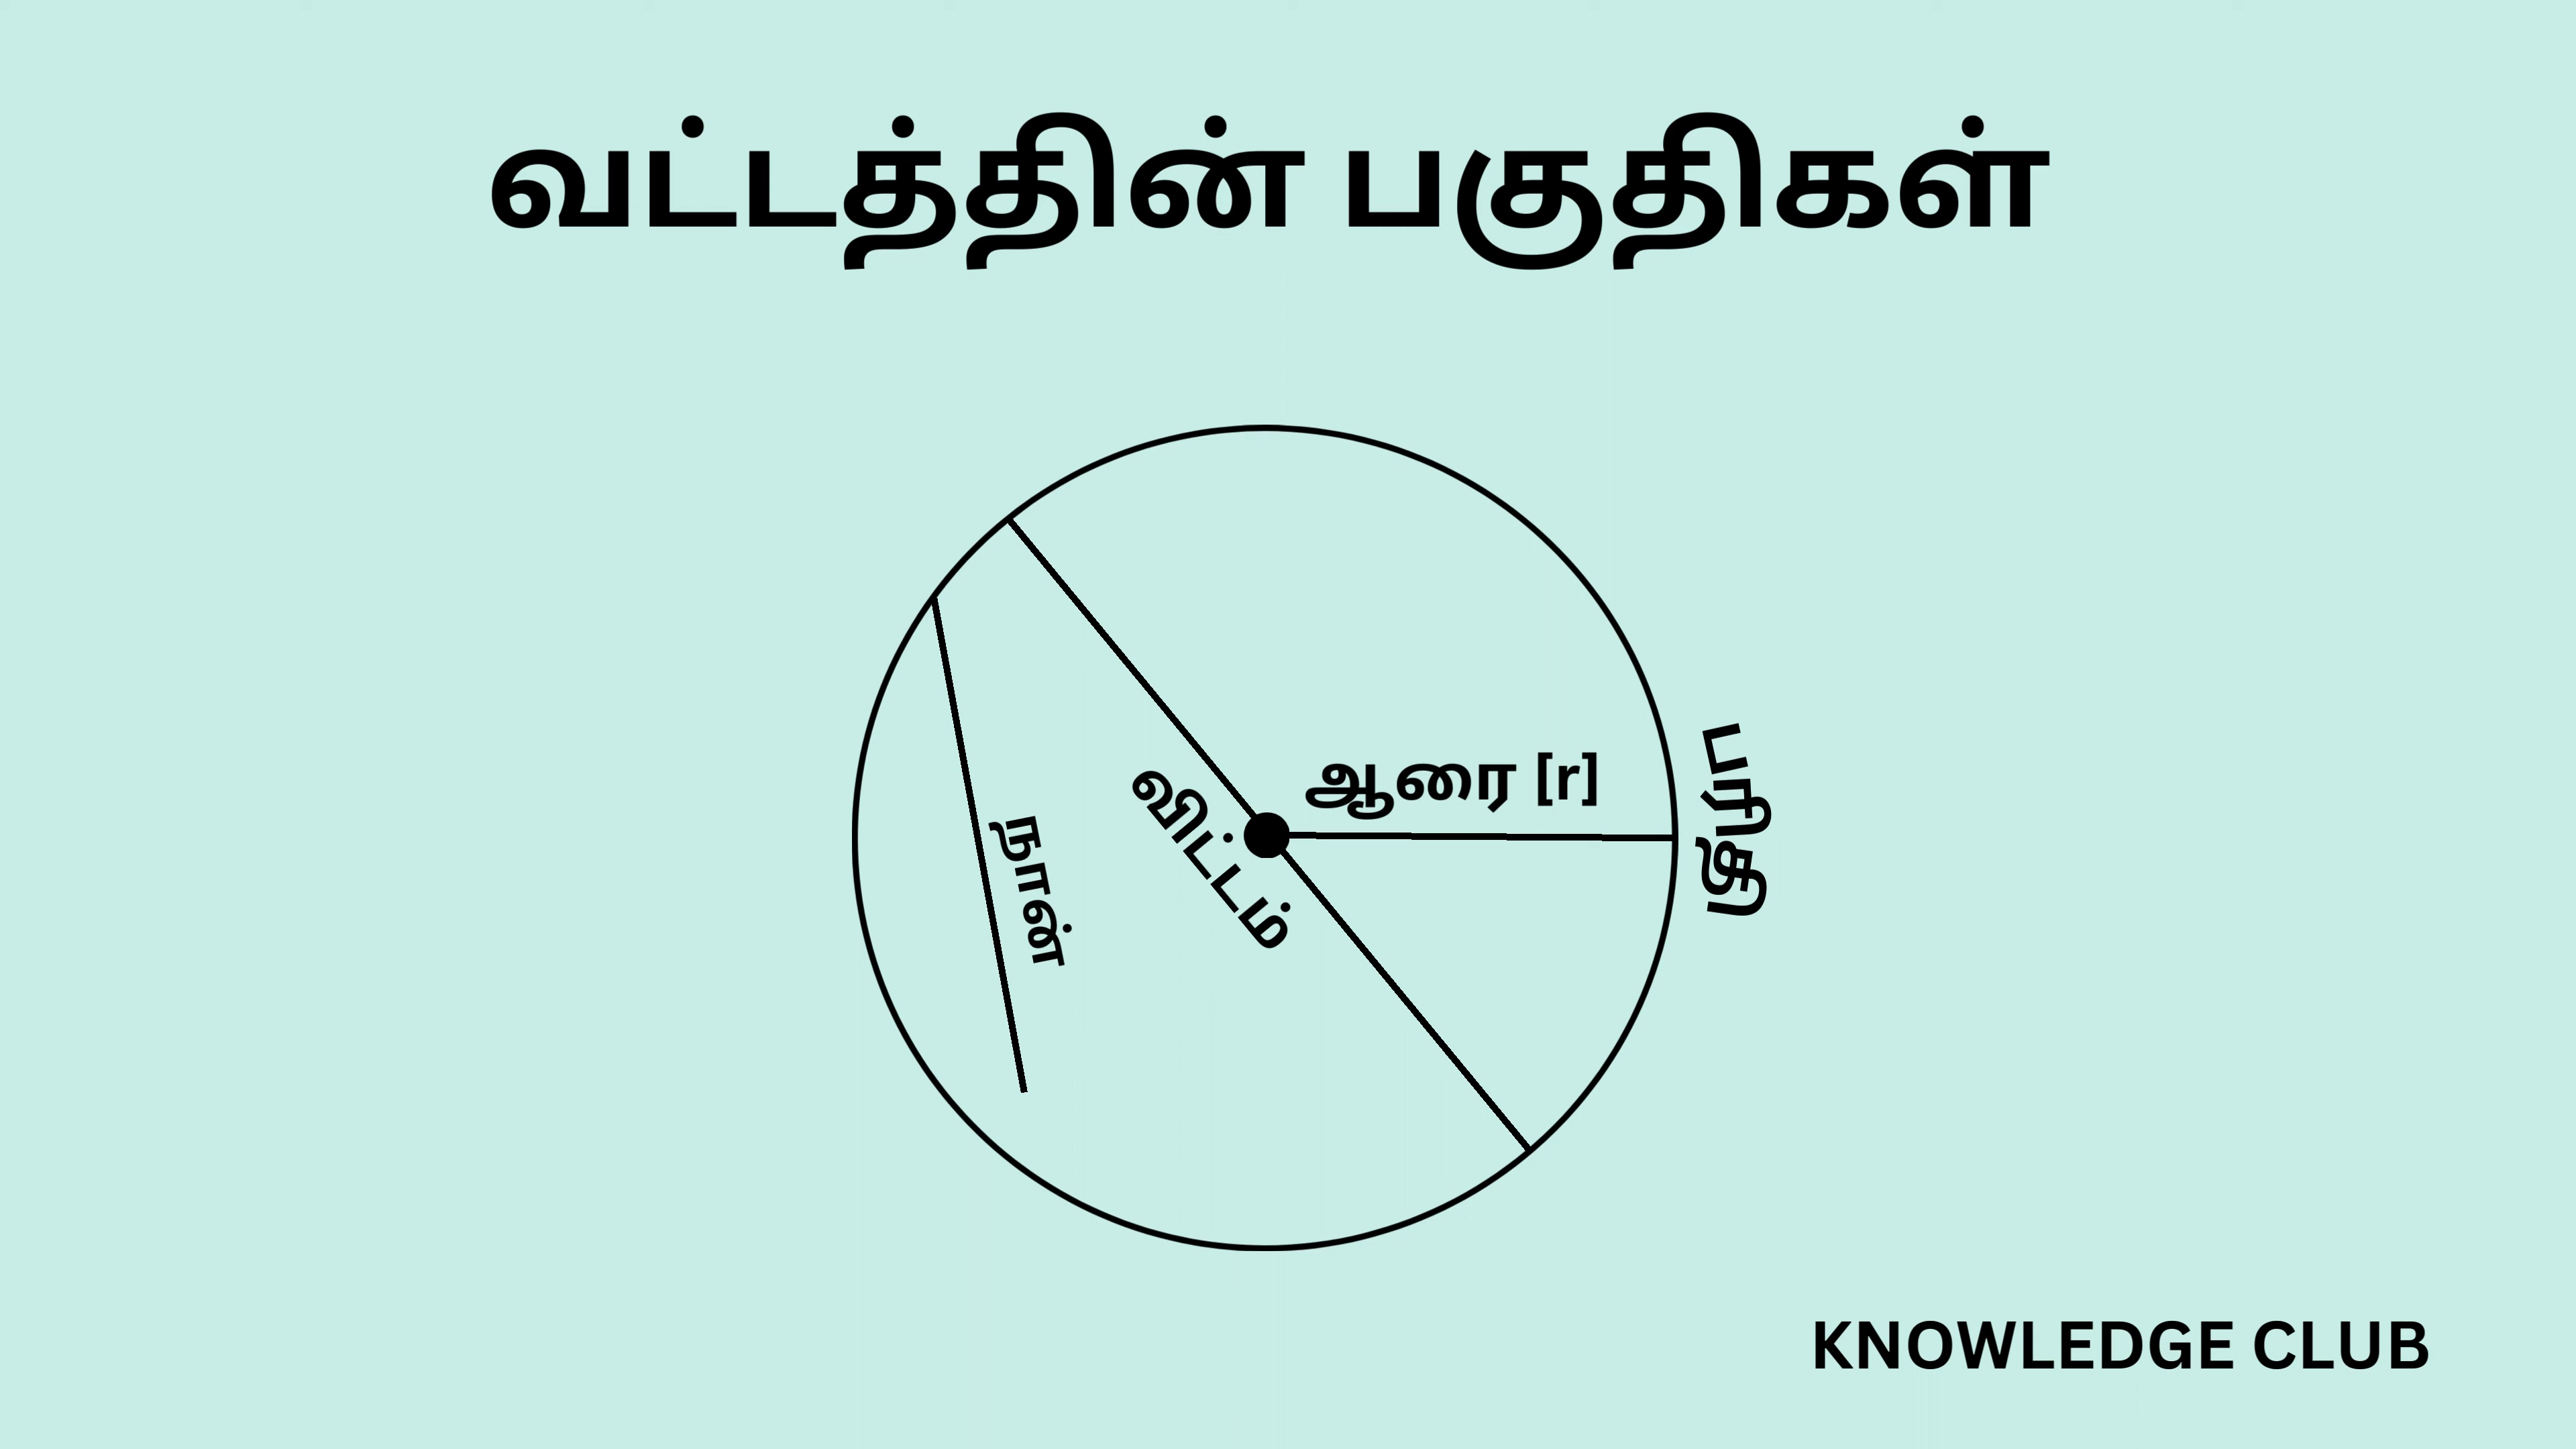 வட்டத்தின் பகுதிகள்
ஆரை [r]
விட்டம்
நான்
பரிதி
KNOWLEDGE CLUB